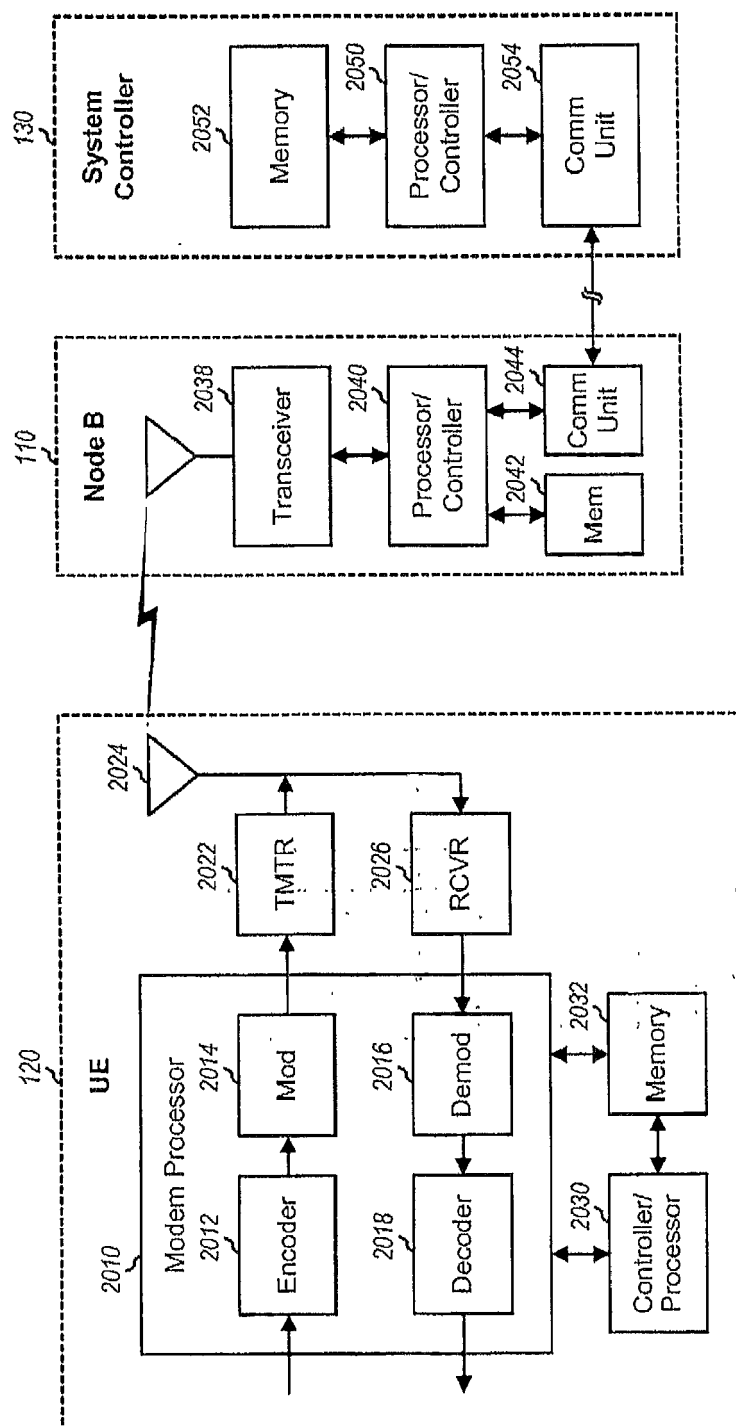 120
UE
2010
Modem Processor
2012
Encoder
2014
Mod
2022
TMTR
2024
2018
Decoder
2016
Demod
2026
RCVR
2030
Controller/
Processor
2032
Memory
110
Node B
2038
Transceiver
2040
Processor/
Controller
2042
Mem
2044
Comm
Unit
130
System
Controller
2052
Memory
2050
Processor/
Controller
2054
Comm
Unit